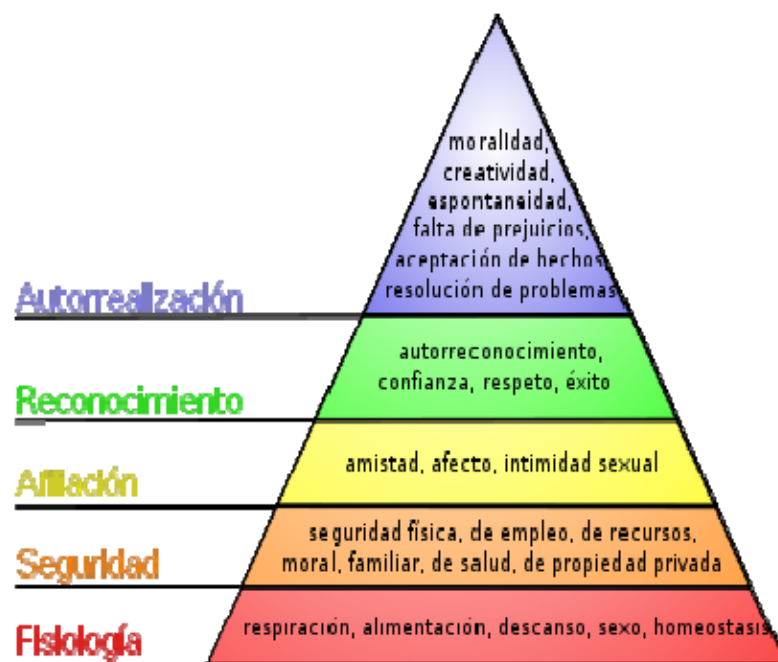 moralidad,
creatividad,
espontaneidad,
falta de prejuicios,
aceptación de hechos,
resolución de problemas
Autorrealización
autorreconocimiento,
confianza, respeto, éxito
Reconocimiento
amistad, afecto, intimidad sexual
Afiliación
seguridad física, de empleo, de recursos,
moral, familiar, de salud, de propiedad privada
Seguridad
respiración, alimentación, descanso, sexo, homeostasis
Fisiología